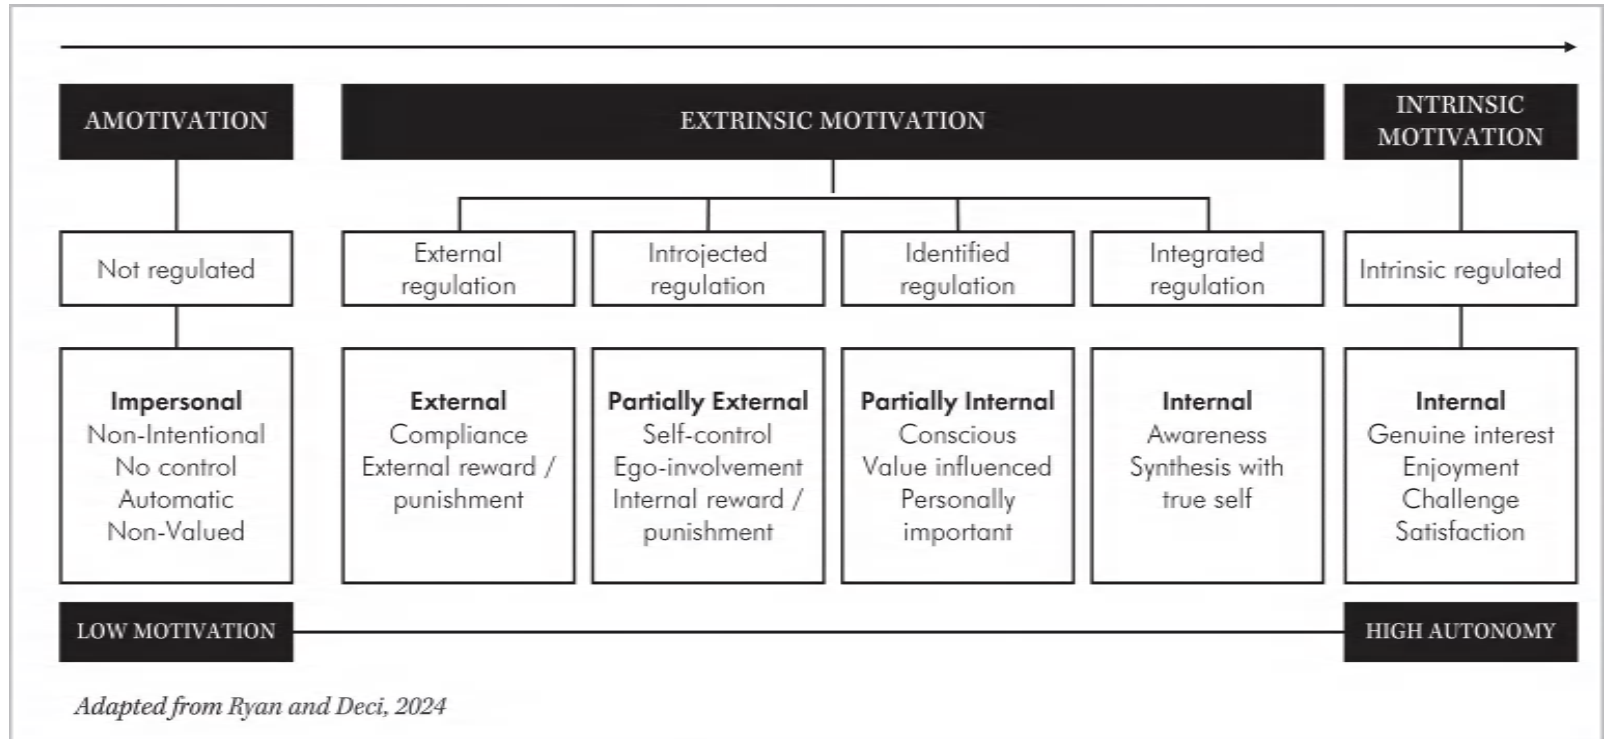 AMOTIVATION
EXTRINSIC MOTIVATION
INTRINSIC
MOTIVATION
Not regulated
External
regulation
Introjected
regulation
Identified
regulation
Integrated
regulation
Intrinsic regulated
Impersonal
Non-Intentional
No control
Automatic
Non-Valued
External
Compliance
External reward /
punishment
Partially External
Self-control
Ego-involvement
Internal reward /
punishment
Partially Internal
Conscious
Value influenced
Personally
important
Internal
Awareness
Synthesis with
true self
Internal
Genuine interest
Enjoyment
Challenge
Satisfaction
LOW MOTIVATION
HIGH AUTONOMY
Adapted from Ryan and Deci, 2024